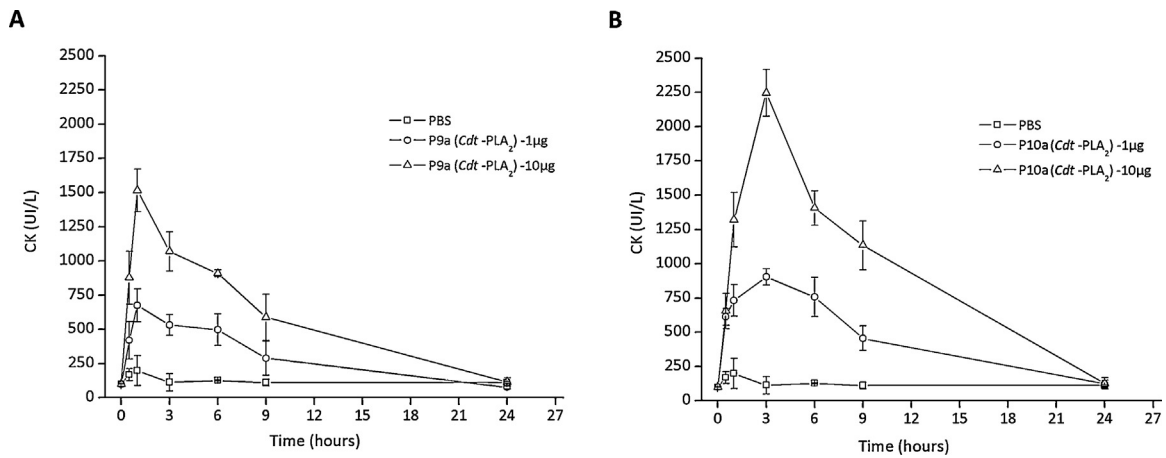 A
2500
2250
2000
1750
1500
1250
1000
750
500
250
0
CK (UI/L)
PBS
P9a (Cdt -PLA2) -1µg
P9a (Cdt -PLA2) -10µg
0 3 6 9 12 15 18 21 24 27
Time (hours)
B
2500
2250
2000
1750
1500
1250
1000
750
500
250
0
CK (UI/L)
PBS
P10a (Cdt -PLA2) -1µg
P10a (Cdt -PLA2) -10µg
0 3 6 9 12 15 18 21 24 27
Time (hours)